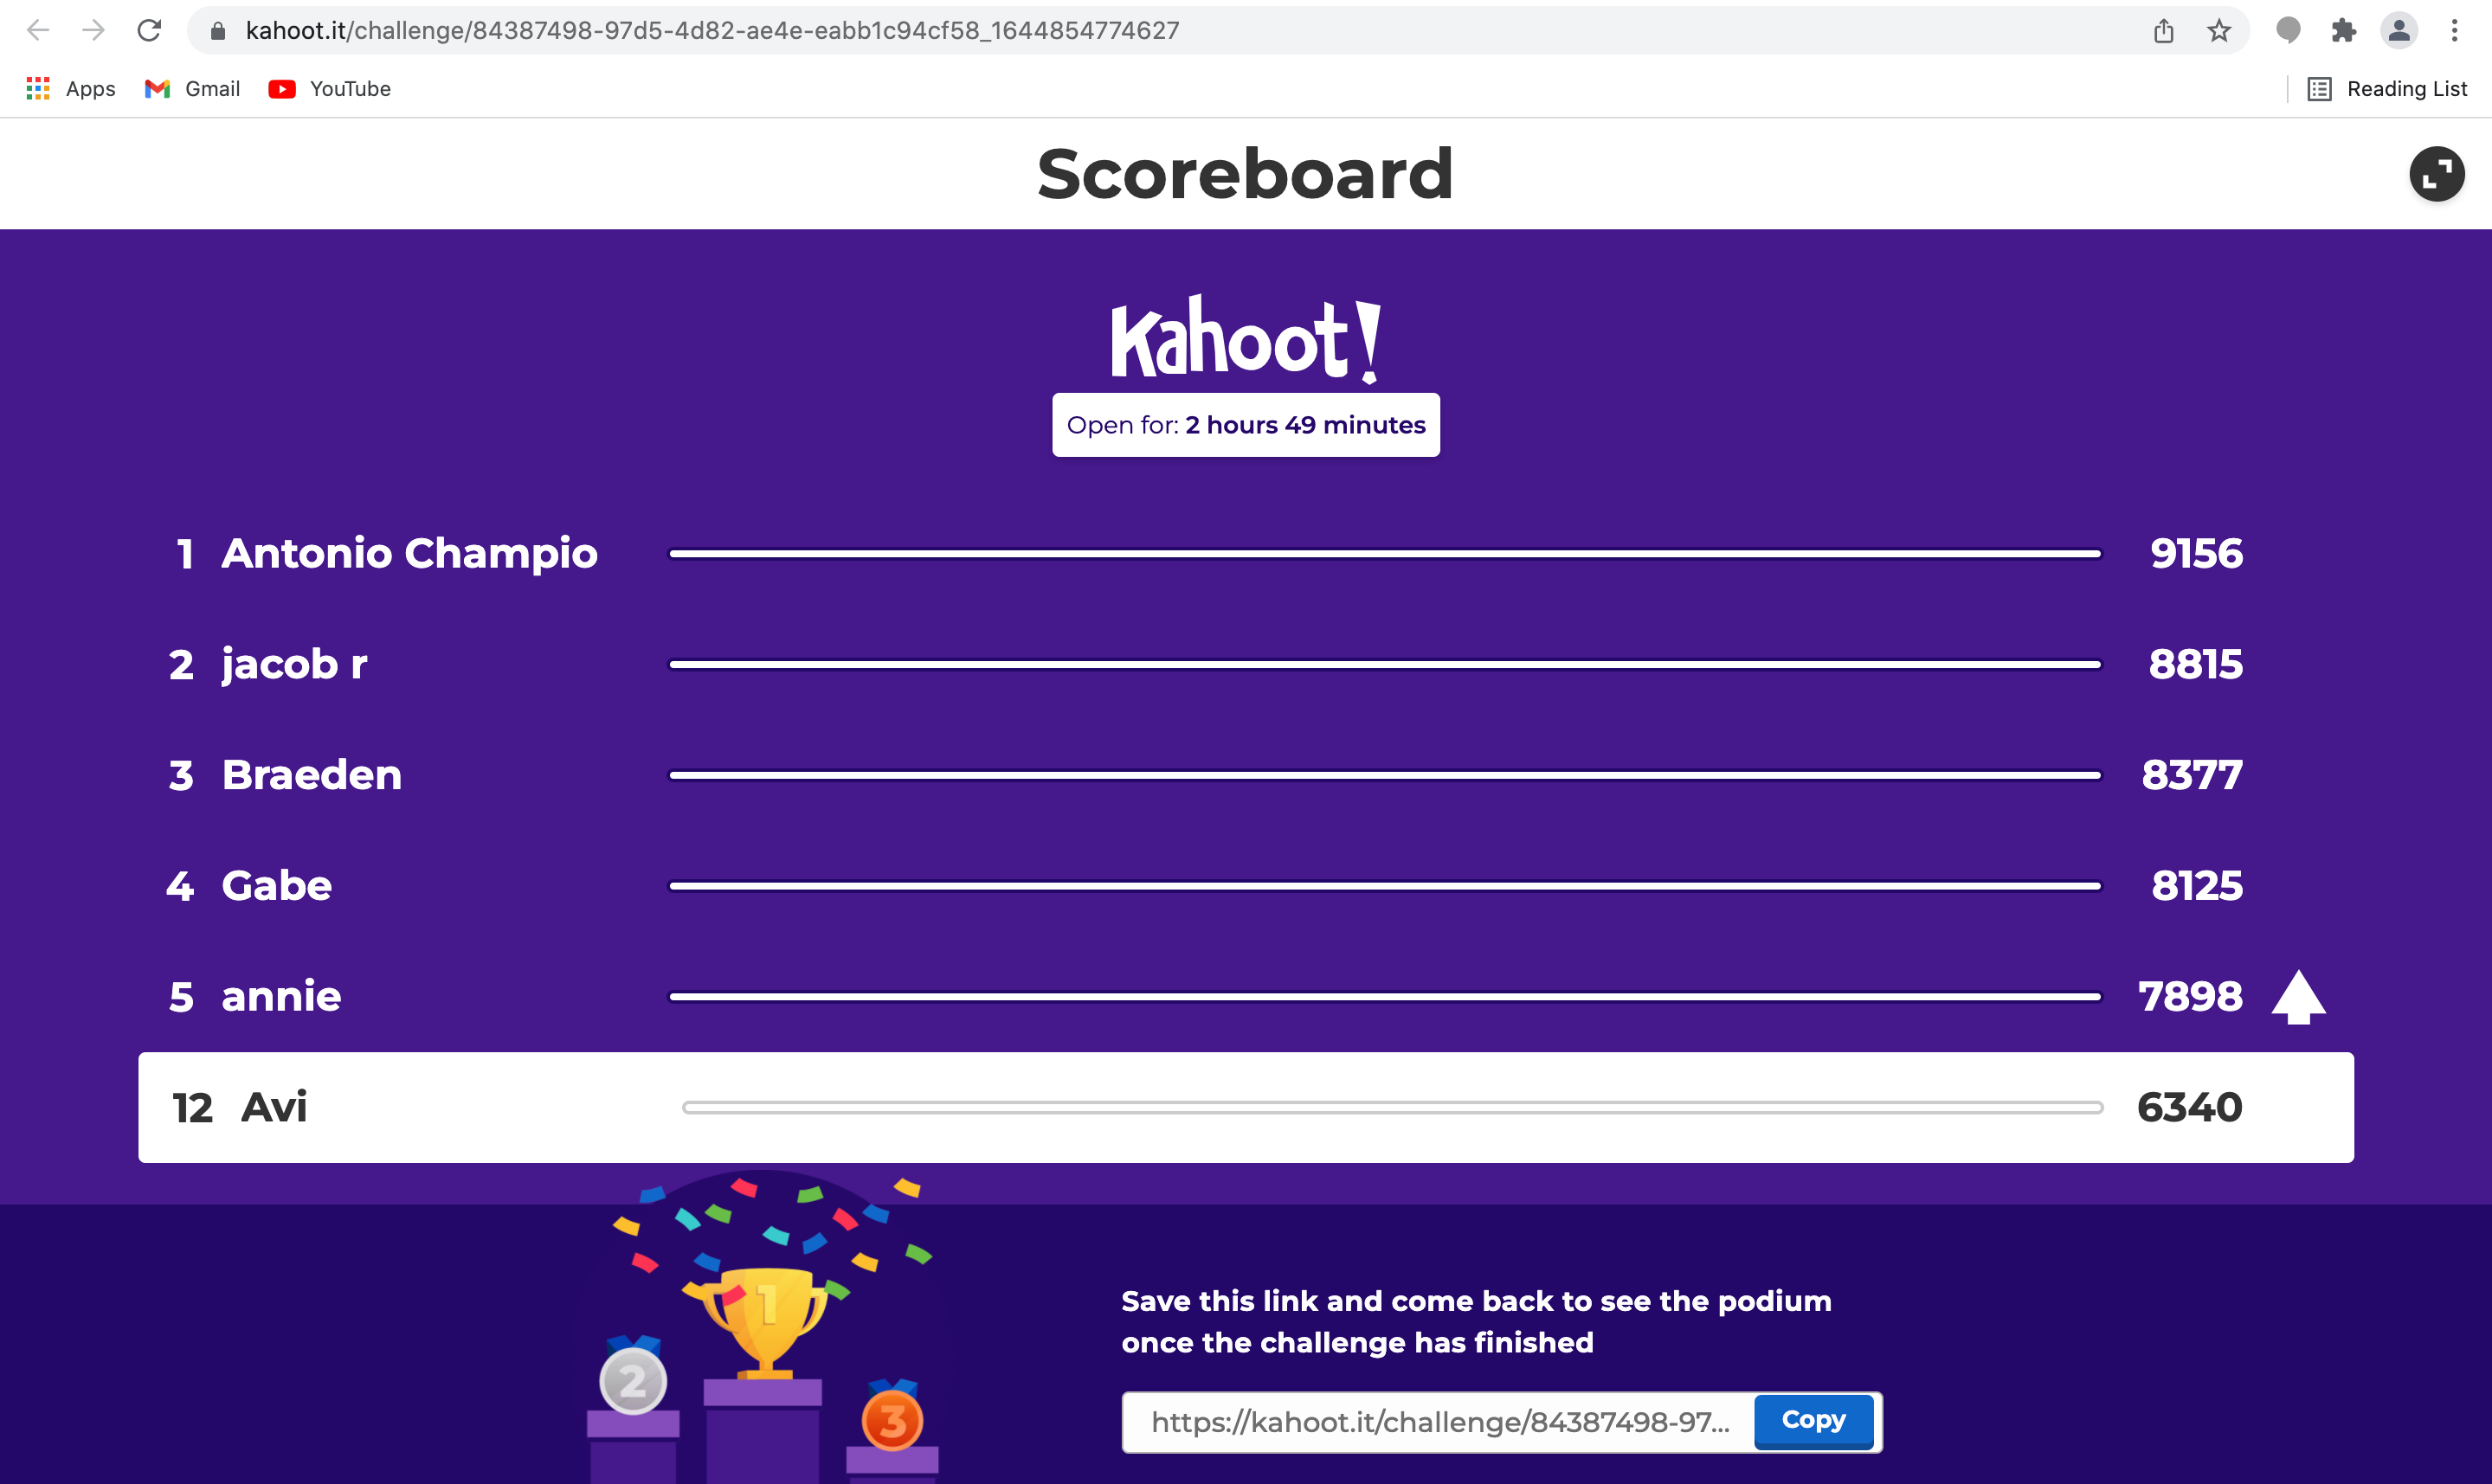 kahoot.it/challenge/84387498-97d5-4d82-ae4e-eabb1c94cf58_1644854774627
Apps Gmail YouTube Reading List
Scoreboard
Kahoot!
Open for: 2 hours 49 minutes
1 Antonio Champio 9156
2 jacob r 8815
3 Braeden 8377
4 Gabe 8125
5 annie 7898
12 Avi 6340
1
2
3
Save this link and come back to see the podium
once the challenge has finished
https://kahoot.it/challenge/84387498-97... Copy